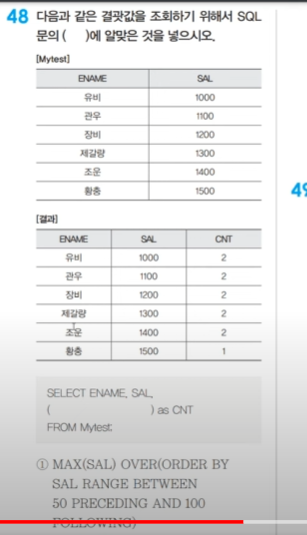 48 다음과 같은 결괏값을 조회하기 위해서 SQL
문의 (    )에 알맞은 것을 넣으시오.
[Mytest]
ENAME SAL
유비 1000
관우 1100
장비 1200
제갈량 1300
조운 1400
황충 1500
49
[결과]
ENAME SAL CNT
유비 1000 2
관우 1100 2
장비 1200 2
제갈량 1300 2
조운 1400 2
황충 1500 1
SELECT ENAME, SAL,
(    ) as CNT
FROM Mytest;
① MAX(SAL) OVER(ORDER BY
SAL RANGE BETWEEN
50 PRECEDING AND 100
FOLLOWING)